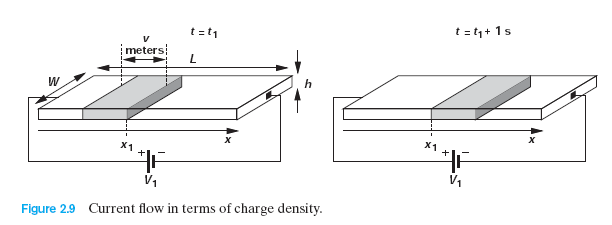 t = t1
v
meters
L
W
h
x1
x
+ −
V1
t = t1 + 1 s
x1
x
+ −
V1
Figure 2.9 Current flow in terms of charge density.